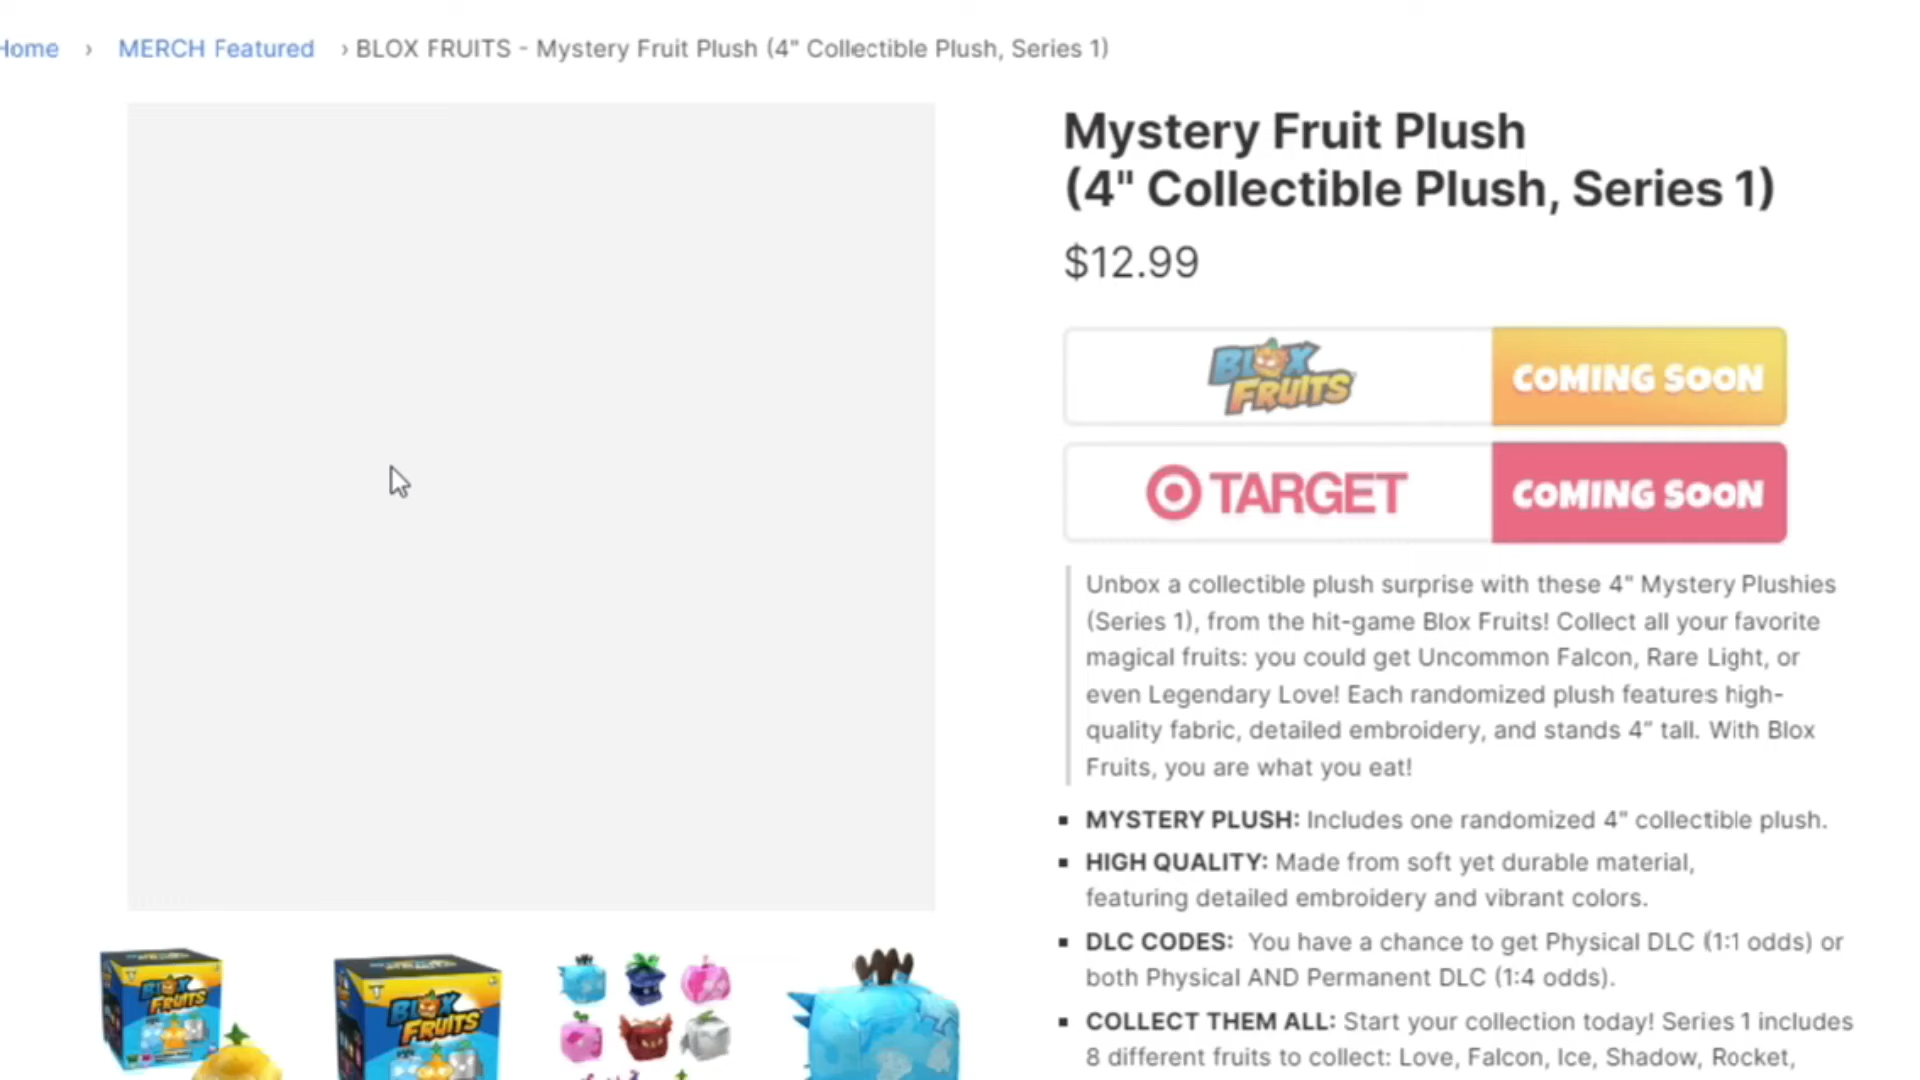 Home › MERCH Featured › BLOX FRUITS - Mystery Fruit Plush (4" Collectible Plush, Series 1)
Mystery Fruit Plush
(4" Collectible Plush, Series 1)
$12.99
BLOX FRUITS COMING SOON
TARGET COMING SOON
Unbox a collectible plush surprise with these 4" Mystery Plushies
(Series 1), from the hit-game Blox Fruits! Collect all your favorite
magical fruits: you could get Uncommon Falcon, Rare Light, or
even Legendary Love! Each randomized plush features high-
quality fabric, detailed embroidery, and stands 4” tall. With Blox
Fruits, you are what you eat!
▪ MYSTERY PLUSH: Includes one randomized 4" collectible plush.
▪ HIGH QUALITY: Made from soft yet durable material,
featuring detailed embroidery and vibrant colors.
▪ DLC CODES: You have a chance to get Physical DLC (1:1 odds) or
both Physical AND Permanent DLC (1:4 odds).
▪ COLLECT THEM ALL: Start your collection today! Series 1 includes
8 different fruits to collect: Love, Falcon, Ice, Shadow, Rocket,
BLOX FRUITS
BLOX FRUITS